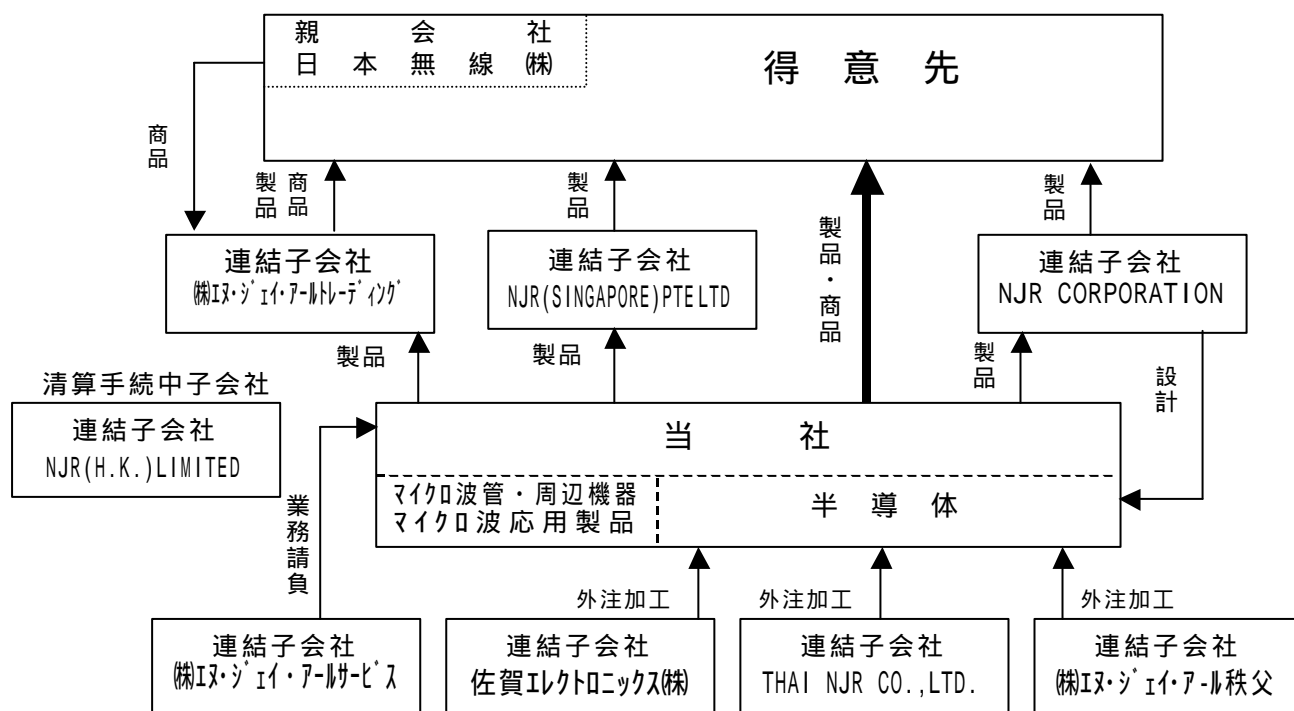 親会社
日本無線㈱
得意先
商品
製品
商品
製品
製品・商品
製品
連結子会社
㈱エヌ・ジェイ・アールトレーディング
連結子会社
NJR(SINGAPORE)PTELTD
連結子会社
NJR CORPORATION
製品
製品
製品
設計
清算手続中子会社
連結子会社
NJR(H.K.)LIMITED
当社
マイクロ波管・周辺機器
マイクロ波応用製品
半導体
業務請負
外注加工
外注加工
外注加工
連結子会社
㈱エヌ・ジェイ・アールサービス
連結子会社
佐賀エレクトロニックス㈱
連結子会社
THAI NJR CO.,LTD.
連結子会社
㈱エヌ・ジェイ・アール秩父